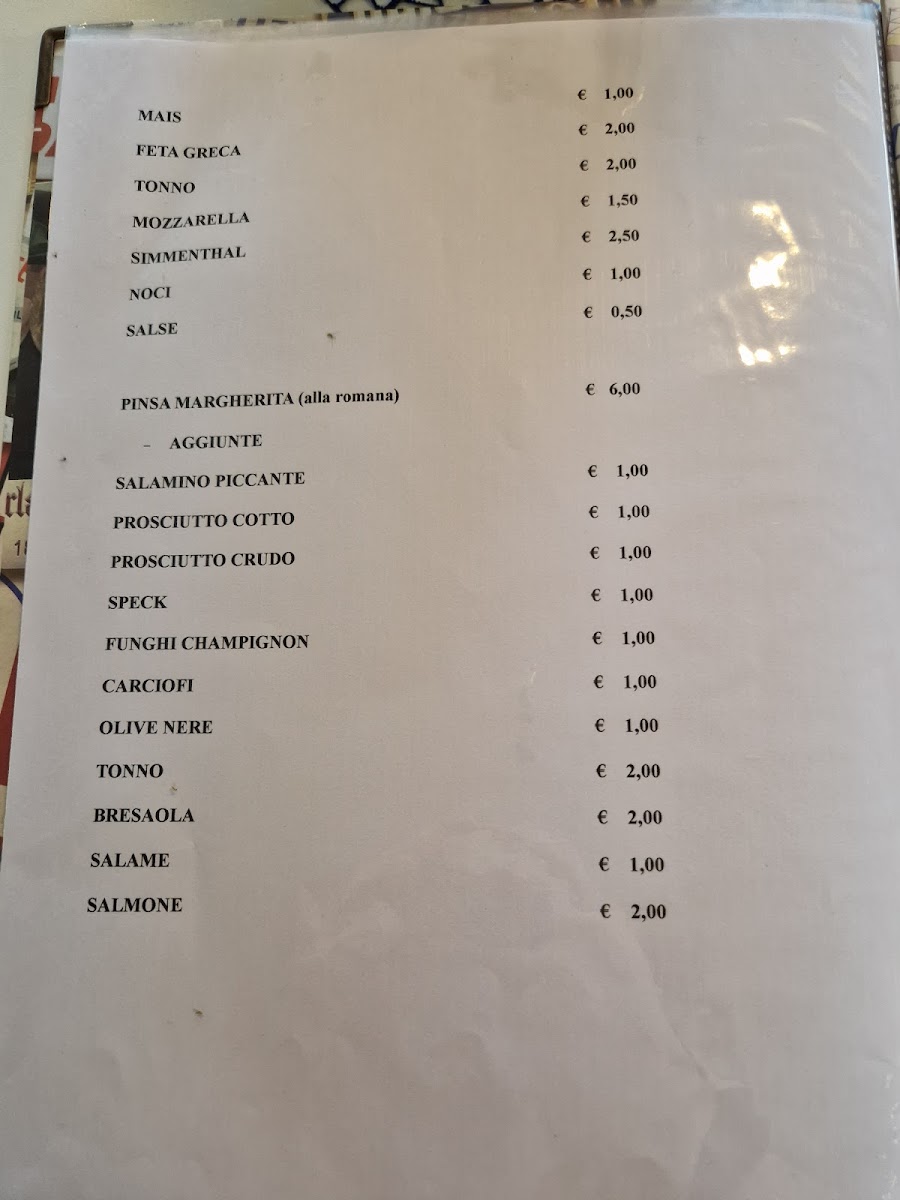 MAIS € 1,00
FETA GRECA € 2,00
TONNO € 2,00
MOZZARELLA € 1,50
SIMMENTHAL € 2,50
NOCI € 1,00
SALSE € 0,50
PINSA MARGHERITA (alla romana) € 6,00
- AGGIUNTE
SALAMINO PICCANTE € 1,00
PROSCIUTTO COTTO € 1,00
PROSCIUTTO CRUDO € 1,00
SPECK € 1,00
FUNGHI CHAMPIGNON € 1,00
CARCIOFI € 1,00
OLIVE NERE € 1,00
TONNO € 2,00
BRESAOLA € 2,00
SALAME € 1,00
SALMONE € 2,00